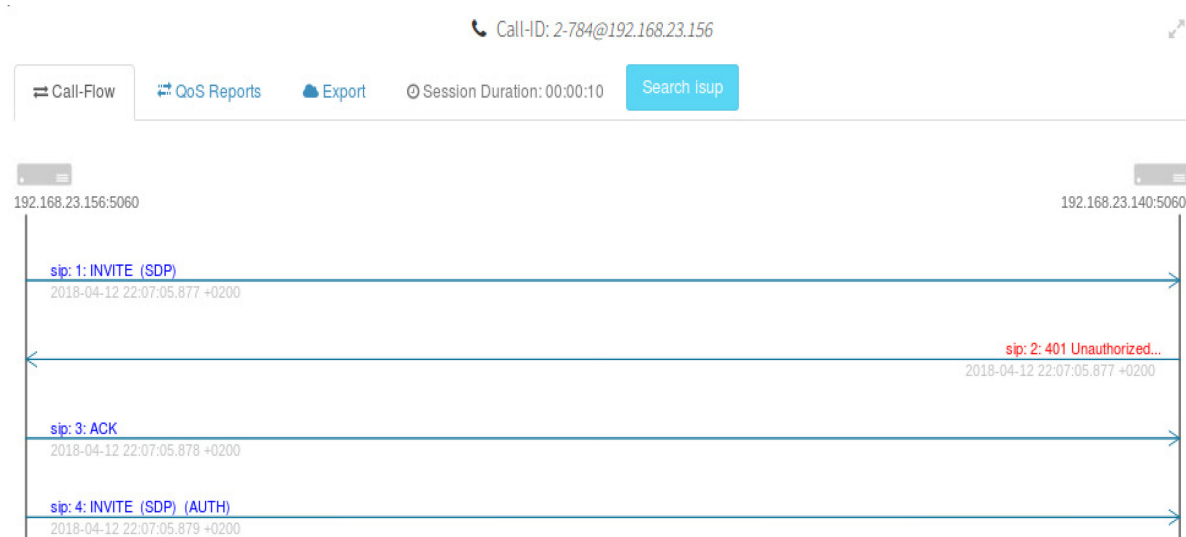 Call-ID: 2-784@192.168.23.156
Call-Flow QoS Reports Export Session Duration: 00:00:10 Search isup
192.168.23.156:5060 192.168.23.140:5060
sip: 1: INVITE (SDP)
2018-04-12 22:07:05.877 +0200
sip: 2: 401 Unauthorized...
2018-04-12 22:07:05.877 +0200
sip: 3: ACK
2018-04-12 22:07:05.878 +0200
sip: 4: INVITE (SDP) (AUTH)
2018-04-12 22:07:05.879 +0200